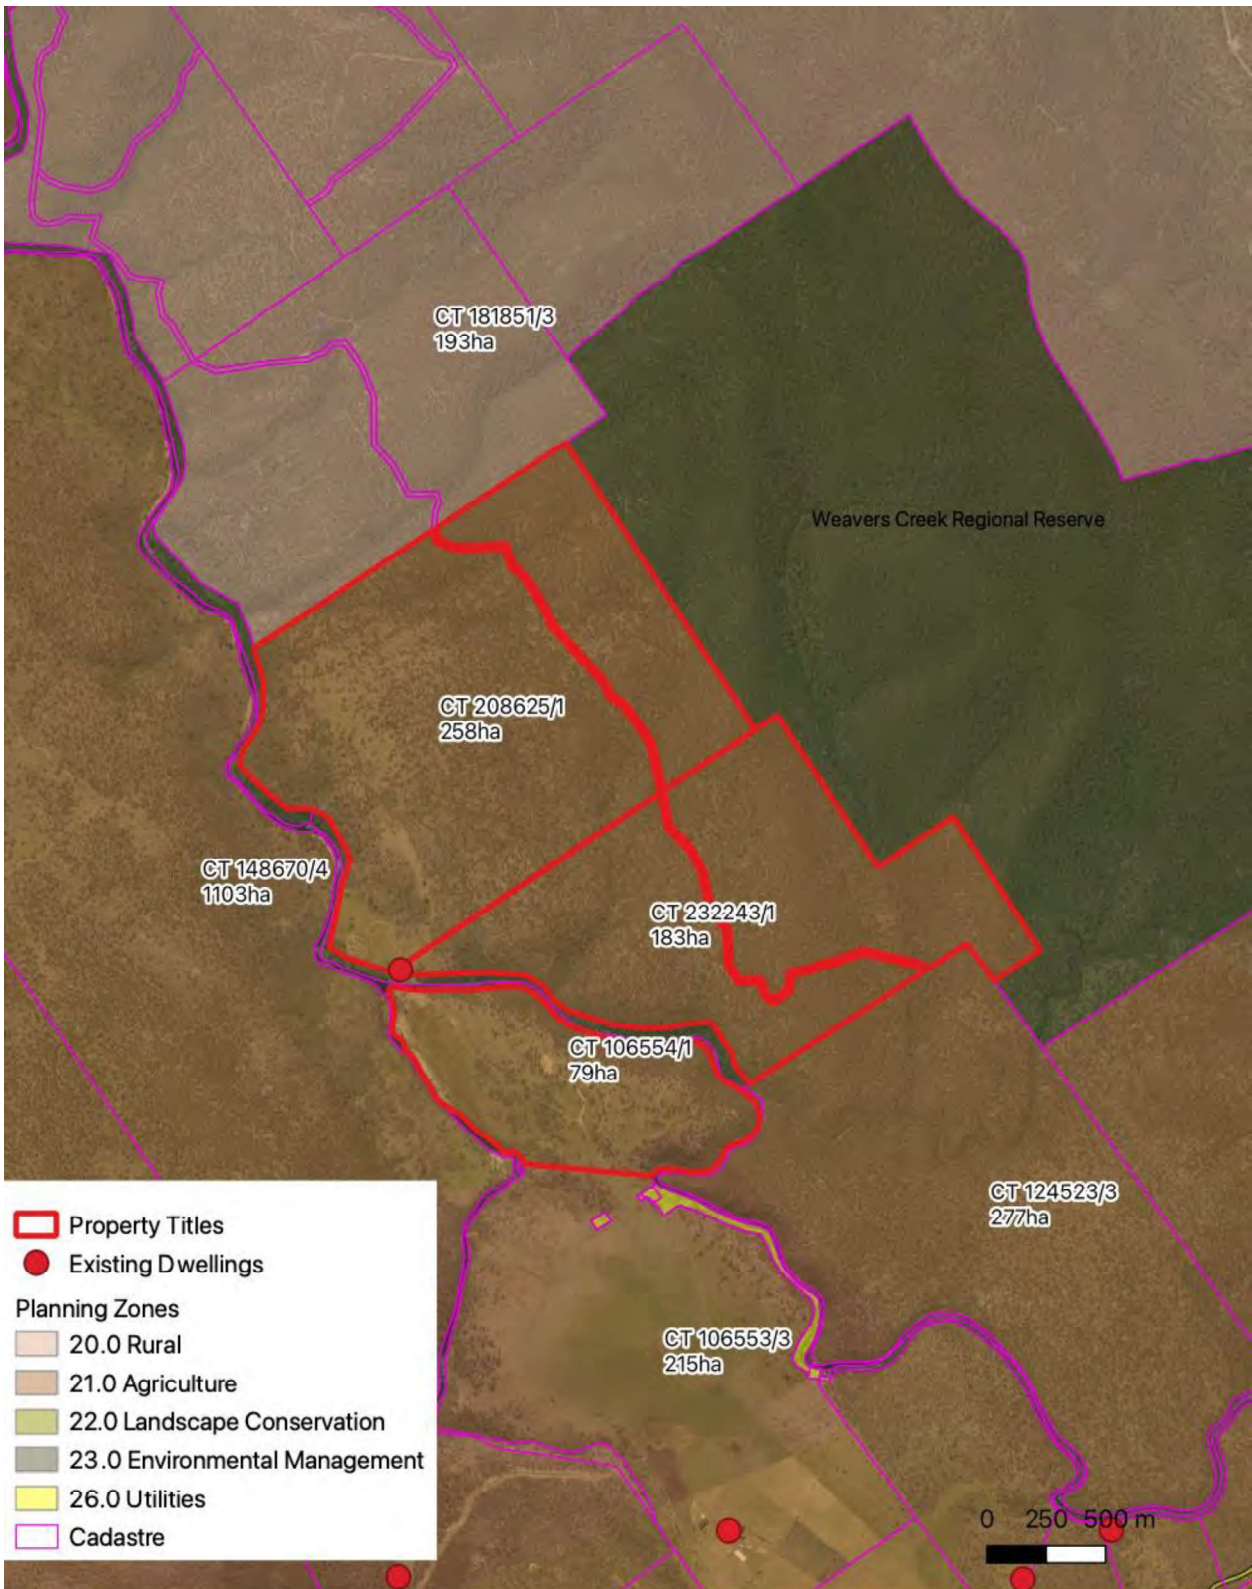 CT 181851/3
193ha
Weavers Creek Regional Reserve
CT 208625/1
258ha
CT 148670/4
1103ha
CT 232243/1
183ha
CT 106554/1
79ha
CT 124523/3
277ha
CT 106553/3
215ha
Property Titles
Existing Dwellings
Planning Zones
20.0 Rural
21.0 Agriculture
22.0 Landscape Conservation
23.0 Environmental Management
26.0 Utilities
Cadastre
0 250 500 m